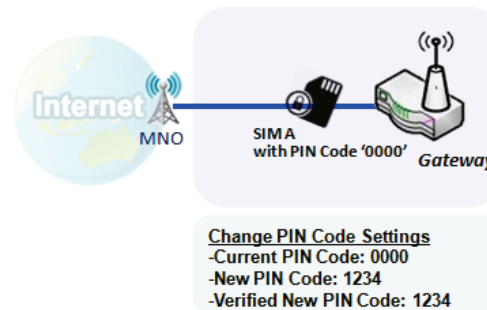 Internet
MNO
SIM A
with PIN Code ‘0000’
Gateway
Change PIN Code Settings
-Current PIN Code: 0000
-New PIN Code: 1234
-Verified New PIN Code: 1234